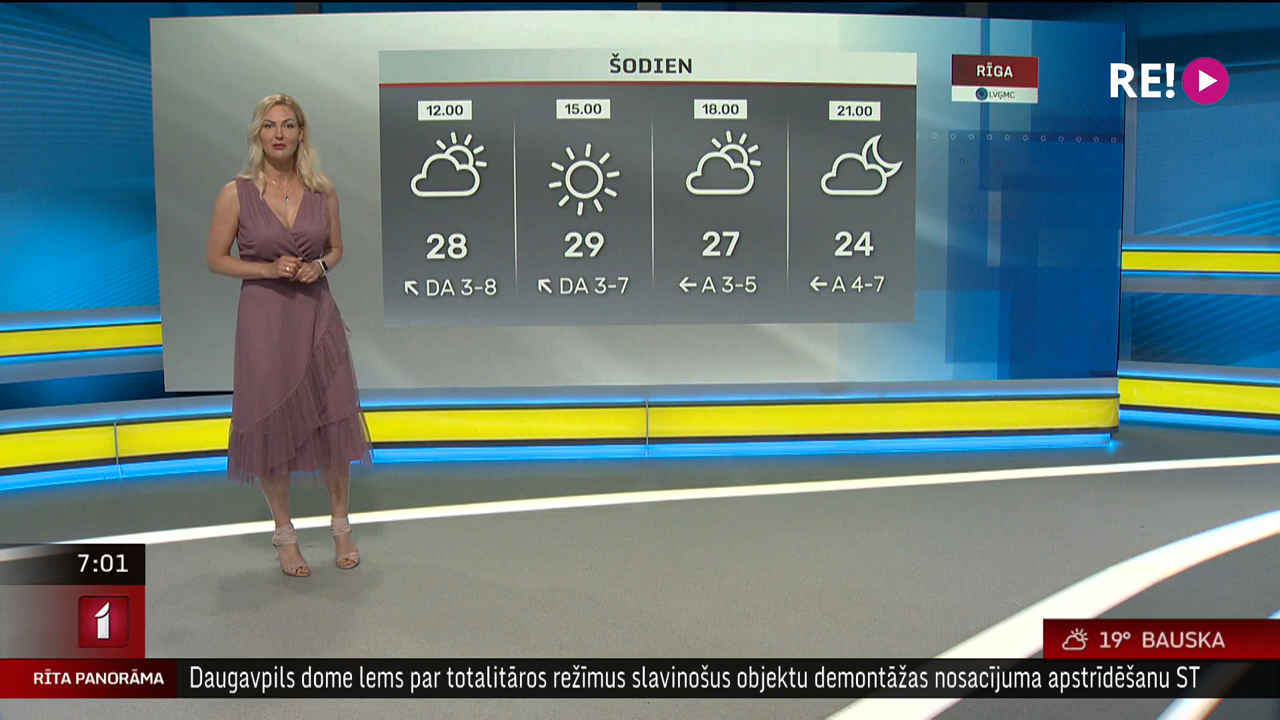 ŠODIEN
RĪGA
LVĢMC
RE!
12.00
15.00
18.00
21.00
28
29
27
24
DA 3-8
DA 3-7
A 3-5
A 4-7
7:01
1
19° BAUSKA
RĪTA PANORĀMA
Daugavpils dome lems par totalitāros režīmus slavinošus objektu demontāžas nosacījuma apstrīdēšanu ST